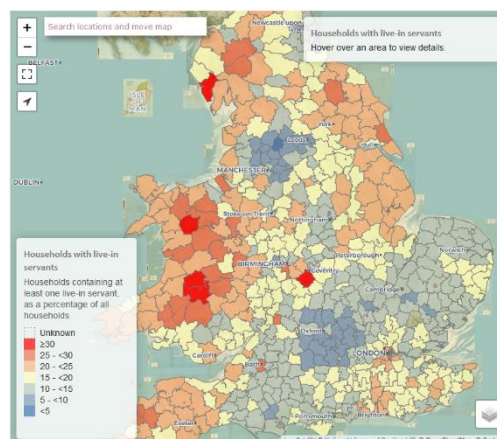 Newcastle upon
Tyne
+
−
Search locations and move map
Households with live-in servants
Hover over an area to view details.
BELFAST
ISLE OF
MAN
York
Leeds
Hull
MANCHESTER
DUBLIN
Stoke-on-Trent
Nottingham
Norwich
Peterborough
BIRMINGHAM
Coventry
Cambridge
Households with live-in
servants
Households containing
at least one live-in servant,
as a percentage of all
households
Unknown
≥30
25 - <30
20 - <25
15 - <20
10 - <15
5 - <10
<5
Oxford
Cardiff
LONDON
Bath
Exeter
Portsmouth
Brighton